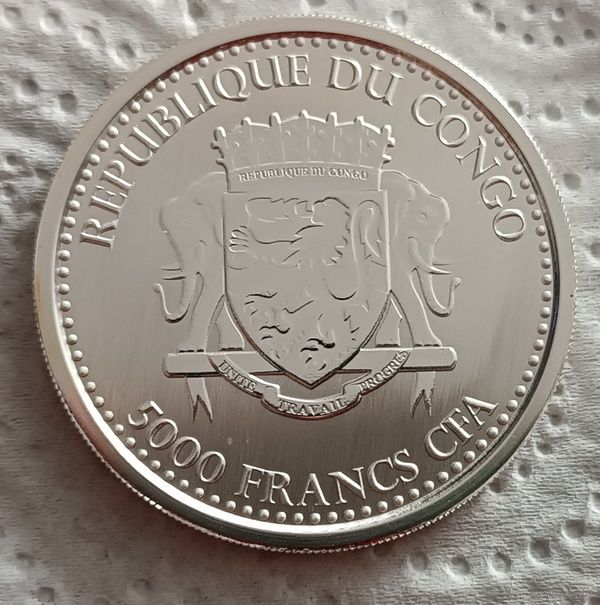 REPUBLIQUE DU CONGO
REPUBLIQUE DU CONGO
UNITE TRAVAIL PROGRES
5000 FRANCS CFA